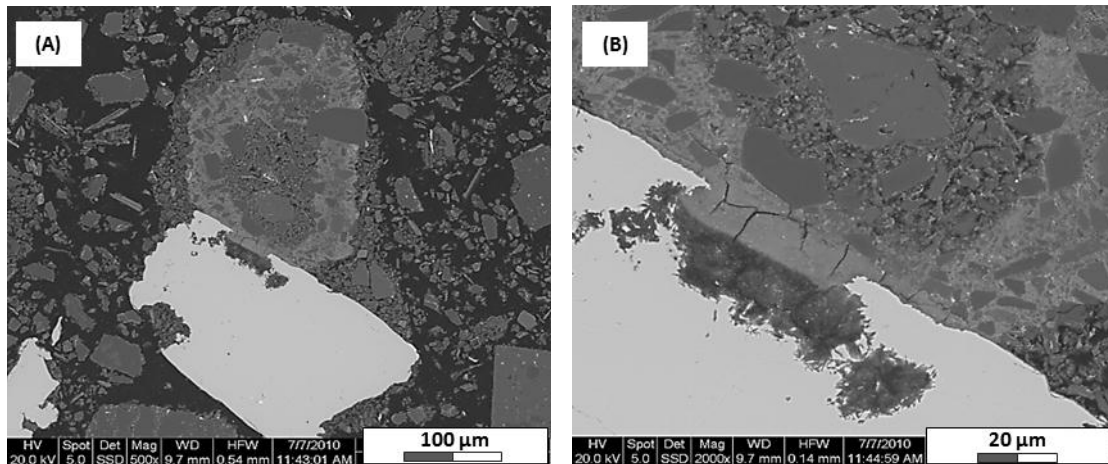 (A)
HV Spot Det Mag WD HFW 7/7/2010
20.0 kV 5.0 SSD 500x 9.7 mm 0.54 mm 11:43:01 AM
100 µm
(B)
HV Spot Det Mag WD HFW 7/7/2010
20.0 kV 5.0 SSD 2000x 9.7 mm 0.14 mm 11:44:59 AM
20 µm